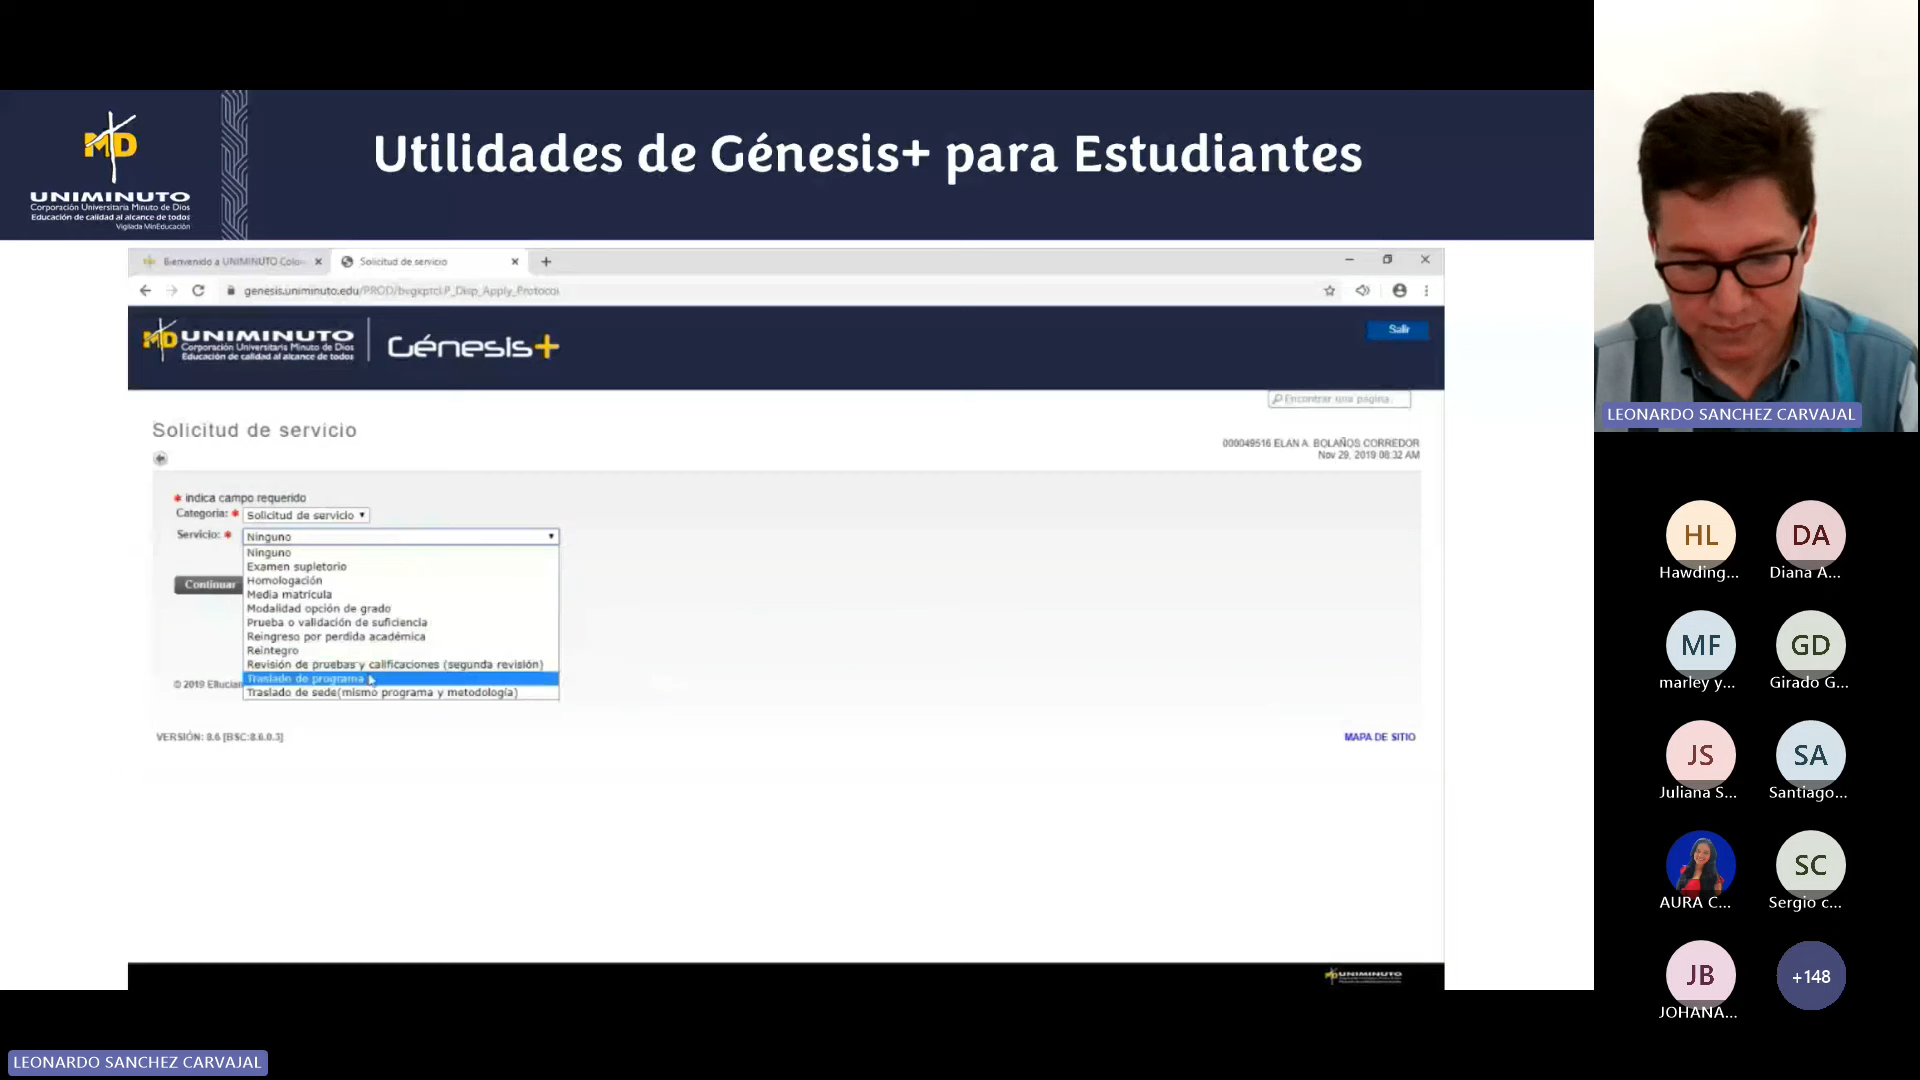 MD
UNIMINUTO
Corporación Universitaria Minuto de Dios
Educación de calidad al alcance de todos
Vigilada MinEducación
Utilidades de Génesis+ para Estudiantes
Bienvenido a UNIMINUTO Colo
Solicitud de servicio
genesis.uniminuto.edu/PROD/bvgkptcl.P_Disp_Apply_Protocol
MD UNIMINUTO
Corporación Universitaria Minuto de Dios
Educación de calidad al alcance de todos
Génesis+
Salir
Encontrar una página
Solicitud de servicio
000049516 ELAN A. BOLAÑOS CORREDOR
Nov 29, 2019 08:32 AM
* indica campo requerido
Categoría: * Solicitud de servicio
Servicio: * Ninguno
Ninguno
Examen supletorio
Homologación
Media matrícula
Continuar
Modalidad opción de grado
Prueba o validación de suficiencia
Reingreso por perdida académica
Reintegro
Revisión de pruebas y calificaciones (segunda revisión)
Traslado de programa
Traslado de sede(mismo programa y metodología)
© 2019 Ellucian
VERSIÓN: 8.6 [BSC:8.6.0.3]
MAPA DE SITIO
UNIMINUTO
LEONARDO SANCHEZ CARVAJAL
HL
Hawding...
DA
Diana A...
MF
marley y...
GD
Girado G...
JS
Juliana S...
SA
Santiago...
AURA C...
SC
Sergio c...
JB
JOHANA...
+148
LEONARDO SANCHEZ CARVAJAL